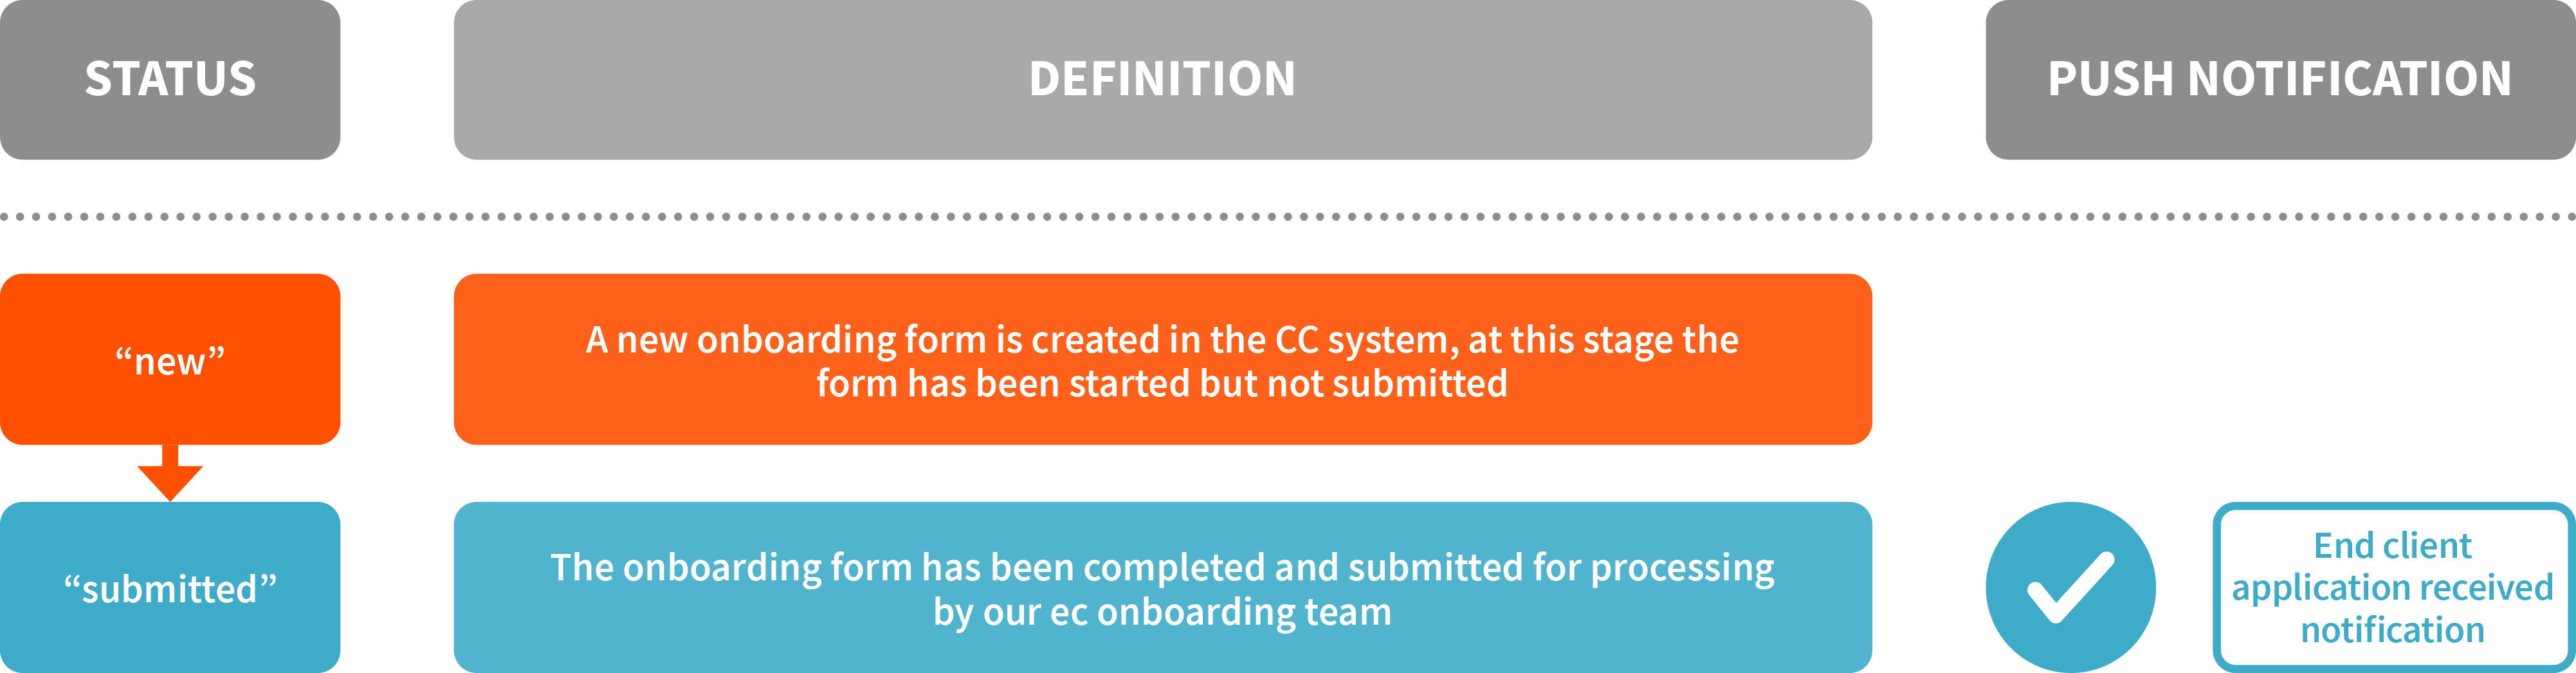 STATUS
DEFINITION
PUSH NOTIFICATION
“new”
A new onboarding form is created in the CC system, at this stage the
form has been started but not submitted
“submitted”
The onboarding form has been completed and submitted for processing
by our ec onboarding team
End client
application received
notification